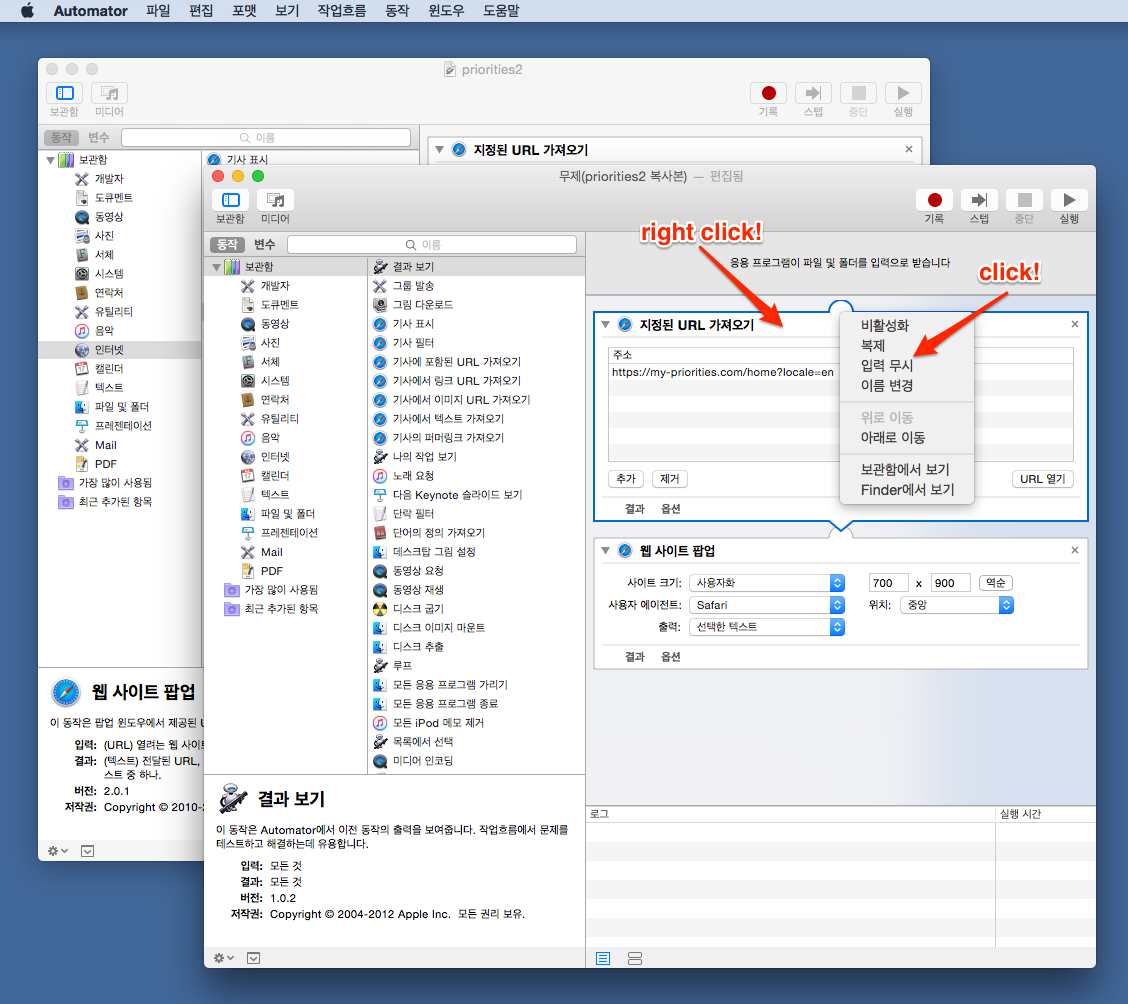 Automator 파일 편집 포맷 보기 작업흐름 동작 윈도우 도움말
priorities2
보관함 미디어 기록 스텝 중단 실행
동작 변수 이름
보관함
개발자
도큐멘트
동영상
사진
서체
시스템
연락처
유틸리티
음악
인터넷
캘린더
텍스트
파일 및 폴더
프레젠테이션
Mail
PDF
가장 많이 사용됨
최근 추가된 항목
기사 표시
지정된 URL 가져오기
웹 사이트 팝업
이 동작은 팝업 윈도우에서 제공된
입력: (URL) 열려는 웹 사이
결과: (텍스트) 전달된 URL,
스트 중 하나.
버전: 2.0.1
저작권: Copyright © 2010-
무제(priorities2 복사본) — 편집됨
보관함 미디어 기록 스텝 중단 실행
동작 변수 이름
보관함
개발자
도큐멘트
동영상
사진
서체
시스템
연락처
유틸리티
음악
인터넷
캘린더
텍스트
파일 및 폴더
프레젠테이션
Mail
PDF
가장 많이 사용됨
최근 추가된 항목
결과 보기
그룹 발송
그림 다운로드
기사 표시
기사 필터
기사에 포함된 URL 가져오기
기사에서 링크 URL 가져오기
기사에서 이미지 URL 가져오기
기사에서 텍스트 가져오기
기사의 퍼머링크 가져오기
나의 작업 보기
노래 요청
다음 Keynote 슬라이드 보기
단락 필터
단어의 정의 가져오기
데스크탑 그림 설정
동영상 요청
동영상 재생
디스크 굽기
디스크 이미지 마운트
디스크 추출
루프
모든 응용 프로그램 가리기
모든 응용 프로그램 종료
모든 iPod 메모 제거
목록에서 선택
미디어 인코딩
결과 보기
이 동작은 Automator에서 이전 동작의 출력을 보여줍니다. 작업흐름에서 문제를
테스트하고 해결하는데 유용합니다.
입력: 모든 것
결과: 모든 것
버전: 1.0.2
저작권: Copyright © 2004-2012 Apple Inc. 모든 권리 보유.
right click!
응용 프로그램이 파일 및 폴더를 입력으로 받습니다
click!
지정된 URL 가져오기
주소
https://my-priorities.com/home?locale=en
추가 제거 URL 열기
결과 옵션
비활성화
복제
입력 무시
이름 변경
위로 이동
아래로 이동
보관함에서 보기
Finder에서 보기
웹 사이트 팝업
사이트 크기: 사용자화 700 x 900 역순
사용자 에이전트: Safari 위치: 중앙
출력: 선택한 텍스트
결과 옵션
로그 실행 시간